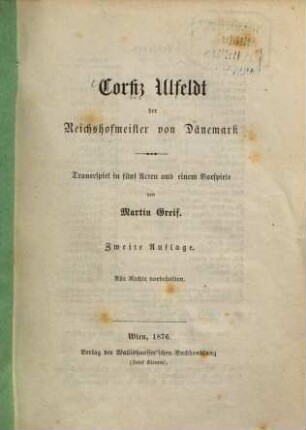 Corfiz Ulfeldt
der
Reichshofmeister von Dänemark
Trauerspiel in fünf Acten und einem Vorspiele
von
Martin Greif.
Zweite Auflage.
Alle Rechte vorbehalten.
Wien, 1876.
Verlag der Wallishausser'schen Buchhandlung
(Josef Klemm).